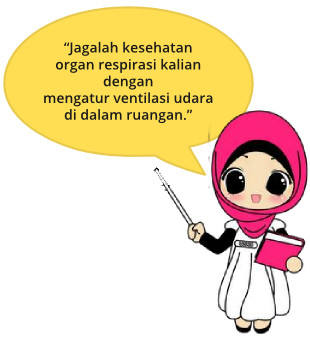 “Jagalah kesehatan
organ respirasi kalian
dengan
mengatur ventilasi udara
di dalam ruangan.”